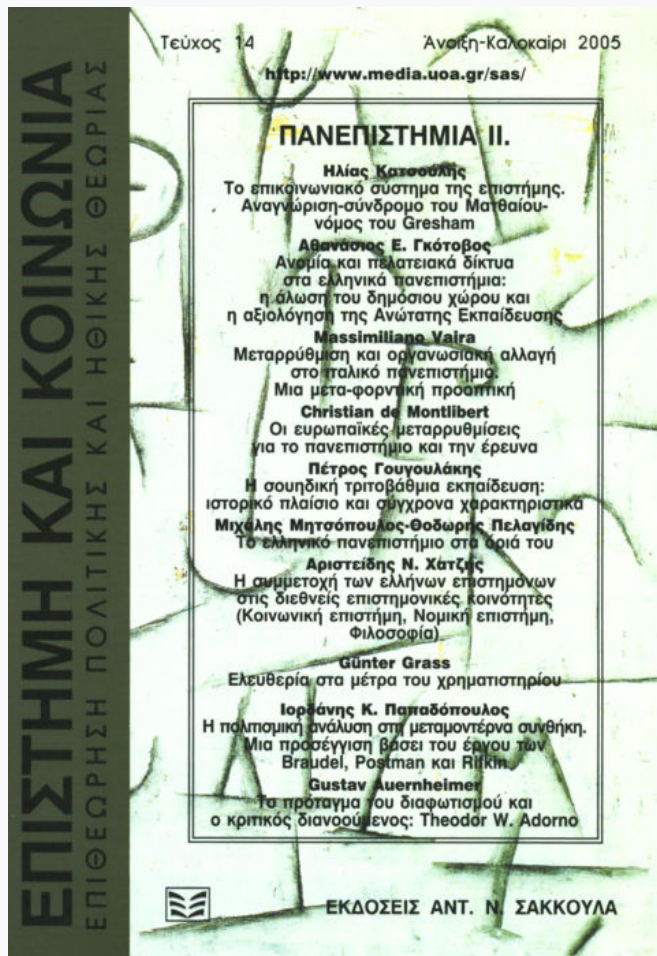 ΕΠΙΣΤΗΜΗ ΚΑΙ ΚΟΙΝΩΝΙΑ
ΕΠΙΘΕΩΡΗΣΗ ΠΟΛΙΤΙΚΗΣ ΚΑΙ ΗΘΙΚΗΣ ΘΕΩΡΙΑΣ
Τεύχος 14 Άνοιξη-Καλοκαίρι 2005
http://www.media.uoa.gr/sas/
ΠΑΝΕΠΙΣΤΗΜΙΑ ΙΙ.
Ηλίας Κατσούλης
Το επικοινωνιακό σύστημα της επιστήμης.
Αναγνώριση-σύνδρομο του Ματθαίου-
νόμος του Gresham
Αθανάσιος Ε. Γκότοβος
Ανομία και πελατειακά δίκτυα
στα ελληνικά πανεπιστήμια:
η άλωση του δημόσιου χώρου και
η αξιολόγηση της Ανώτατης Εκπαίδευσης
Massimiliano Vaira
Μεταρρύθμιση και οργανωσιακή αλλαγή
στο ιταλικό πανεπιστήμιο.
Μια μετα-φορντική προοπτική
Christian de Montlibert
Οι ευρωπαϊκές μεταρρυθμίσεις
για το πανεπιστήμιο και την έρευνα
Πέτρος Γουγουλάκης
Η σουηδική τριτοβάθμια εκπαίδευση:
ιστορικό πλαίσιο και σύγχρονα χαρακτηριστικά
Μιχάλης Μητσόπουλος-Θοδωρής Πελαγίδης
Το ελληνικό πανεπιστήμιο στα όριά του
Αριστείδης Ν. Χατζής
Η συμμετοχή των ελλήνων επιστημόνων
στις διεθνείς επιστημονικές κοινότητες
(Κοινωνική επιστήμη, Νομική επιστήμη,
Φιλοσοφία)
Günter Grass
Ελευθερία στα μέτρα του χρηματιστηρίου
Ιορδάνης Κ. Παπαδόπουλος
Η πολιτισμική ανάλυση στη μεταμοντέρνα συνθήκη.
Μια προσέγγιση βάσει του έργου των
Braudel, Postman και Rifkin
Gustav Auernheimer
Το πρόταγμα του διαφωτισμού και
ο κριτικός διανοούμενος: Theodor W. Adorno
ΕΚΔΟΣΕΙΣ ΑΝΤ. Ν. ΣΑΚΚΟΥΛΑ